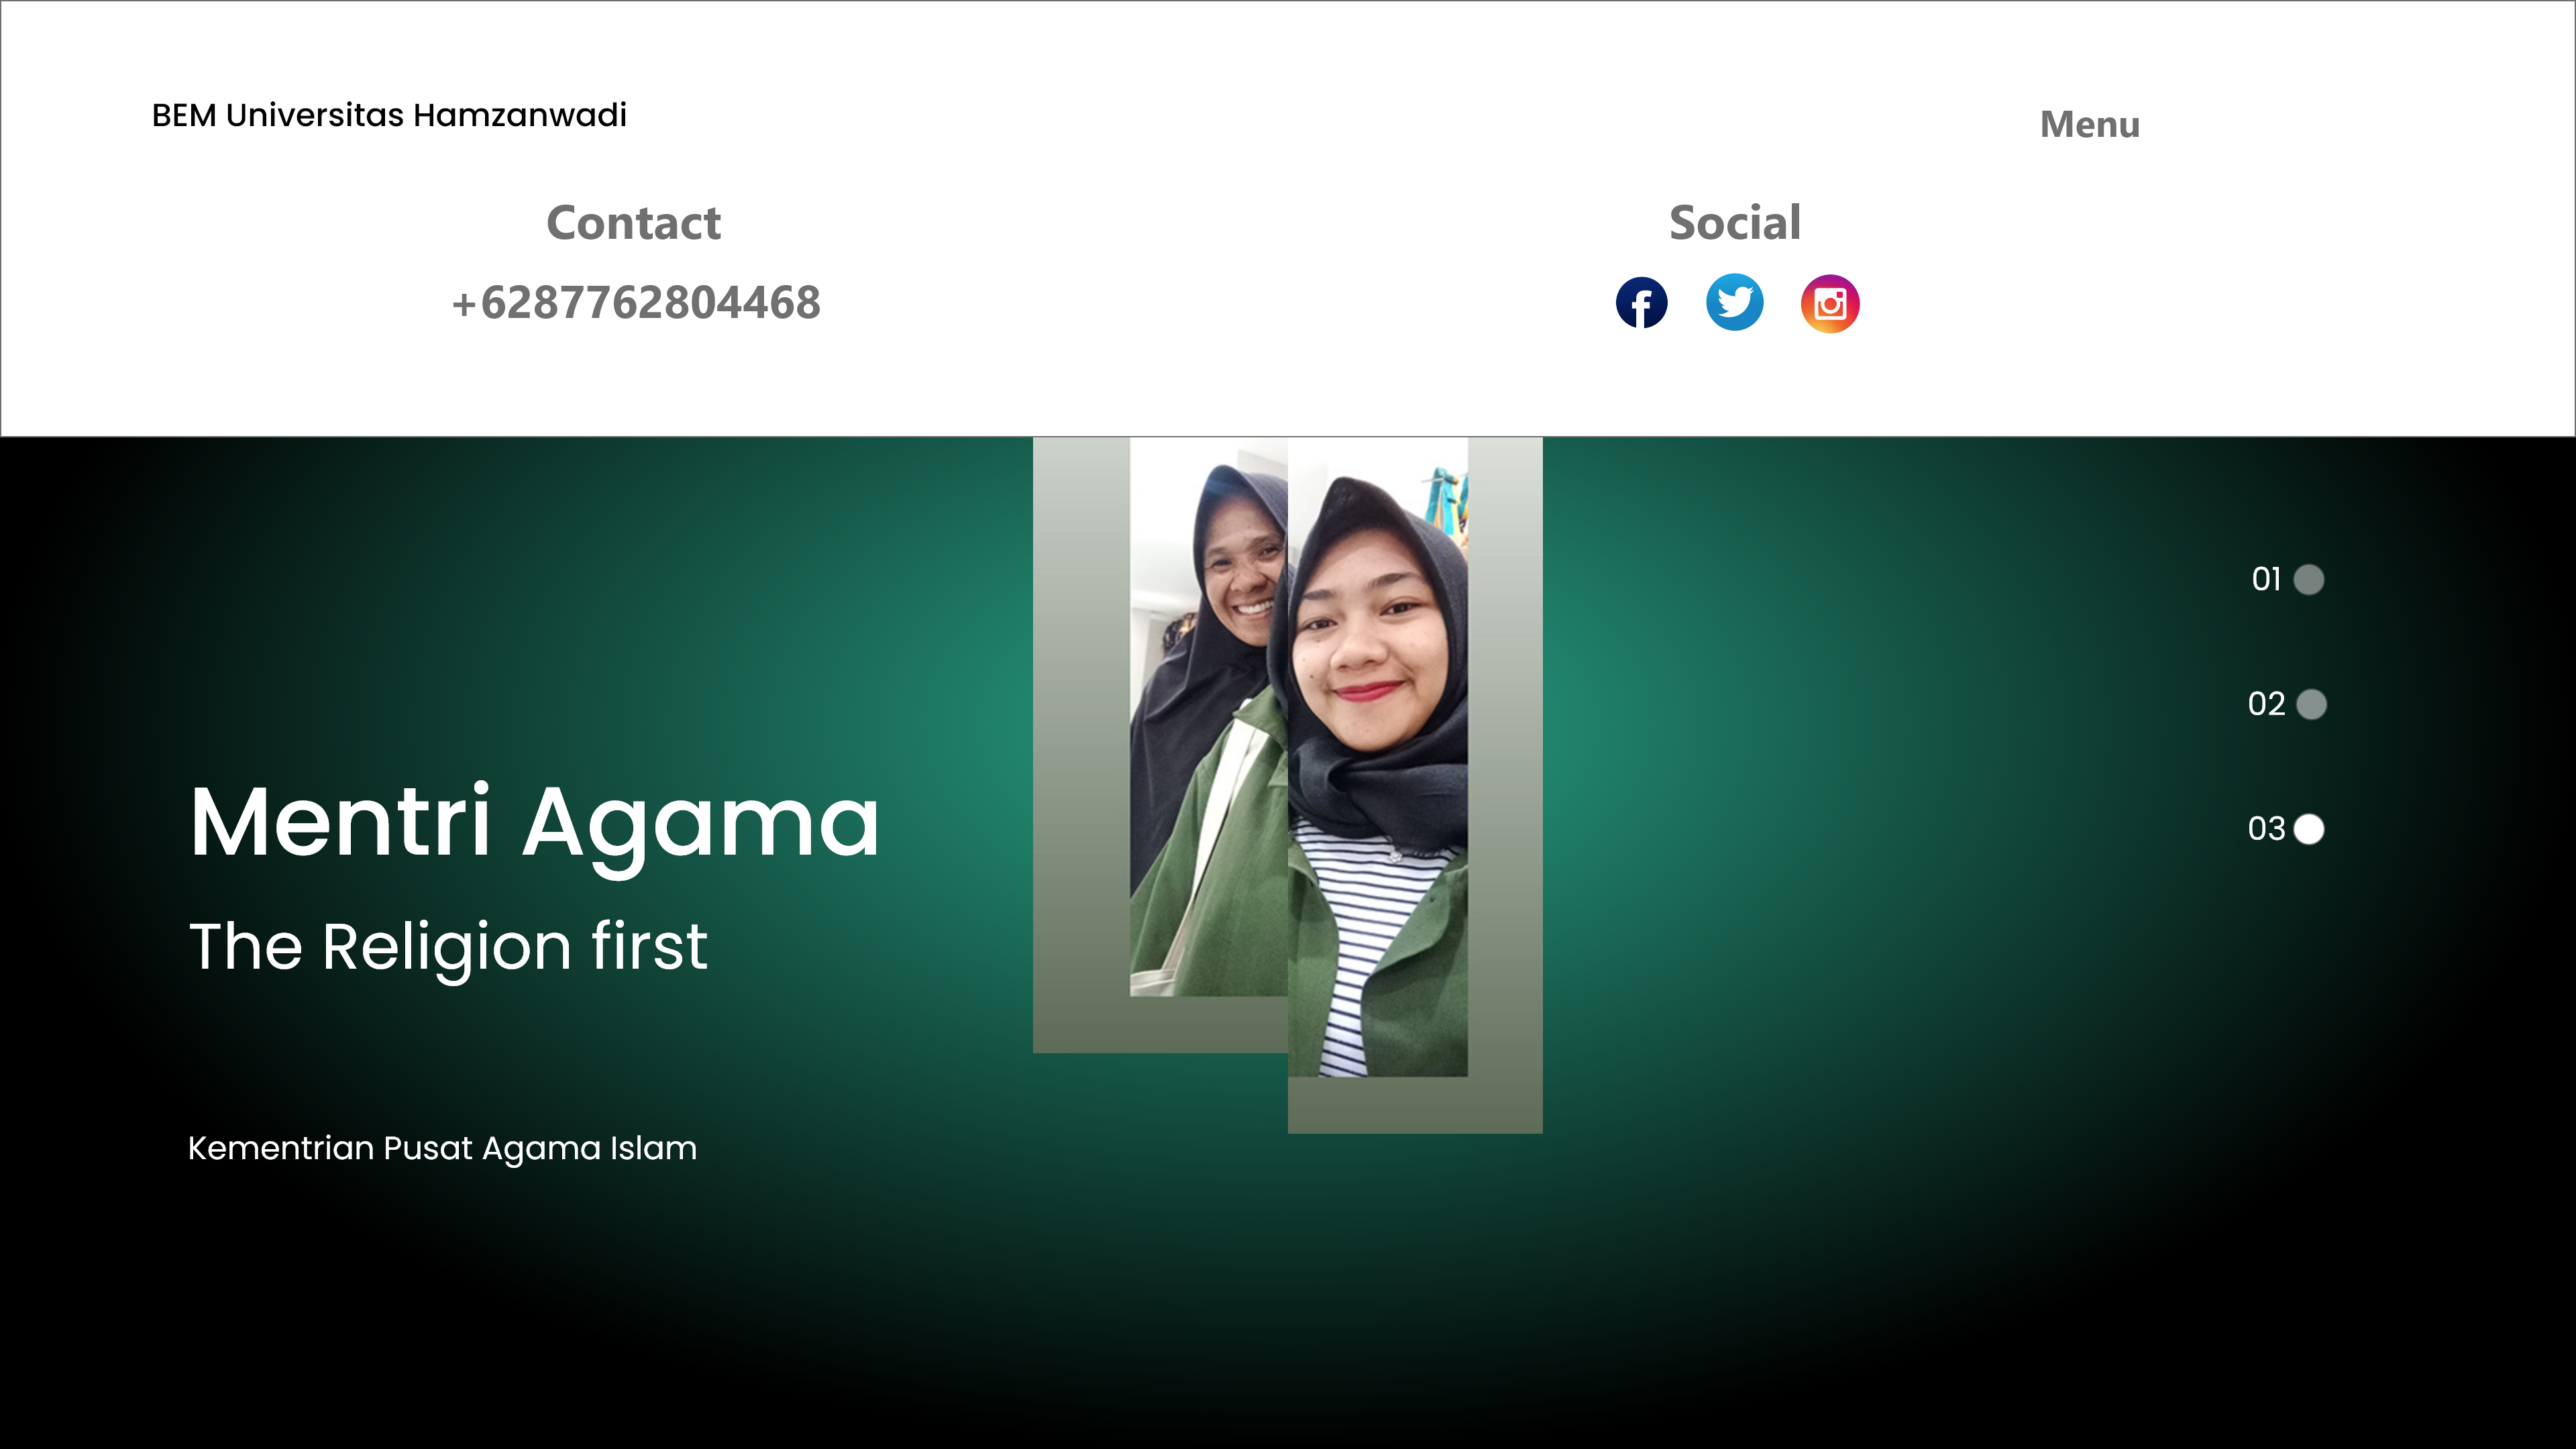 BEM Universitas Hamzanwadi
Menu
Contact
Social
+6287762804468
01
02
03
Mentri Agama
The Religion first
Kementrian Pusat Agama Islam